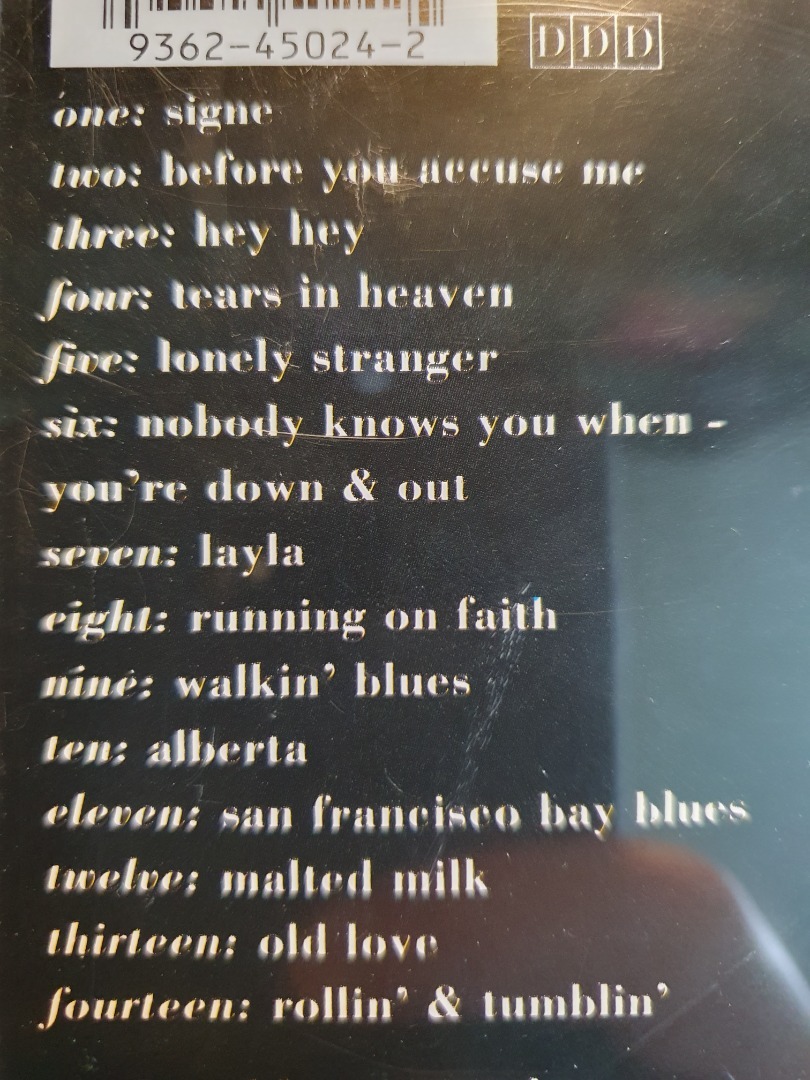 9362-45024-2
DDD
one: signe
two: before you accuse me
three: hey hey
four: tears in heaven
five: lonely stranger
six: nobody knows you when -
you're down & out
seven: layla
eight: running on faith
nine: walkin' blues
ten: alberta
eleven: san francisco bay blues
twelve: malted milk
thirteen: old love
fourteen: rollin' & tumblin'